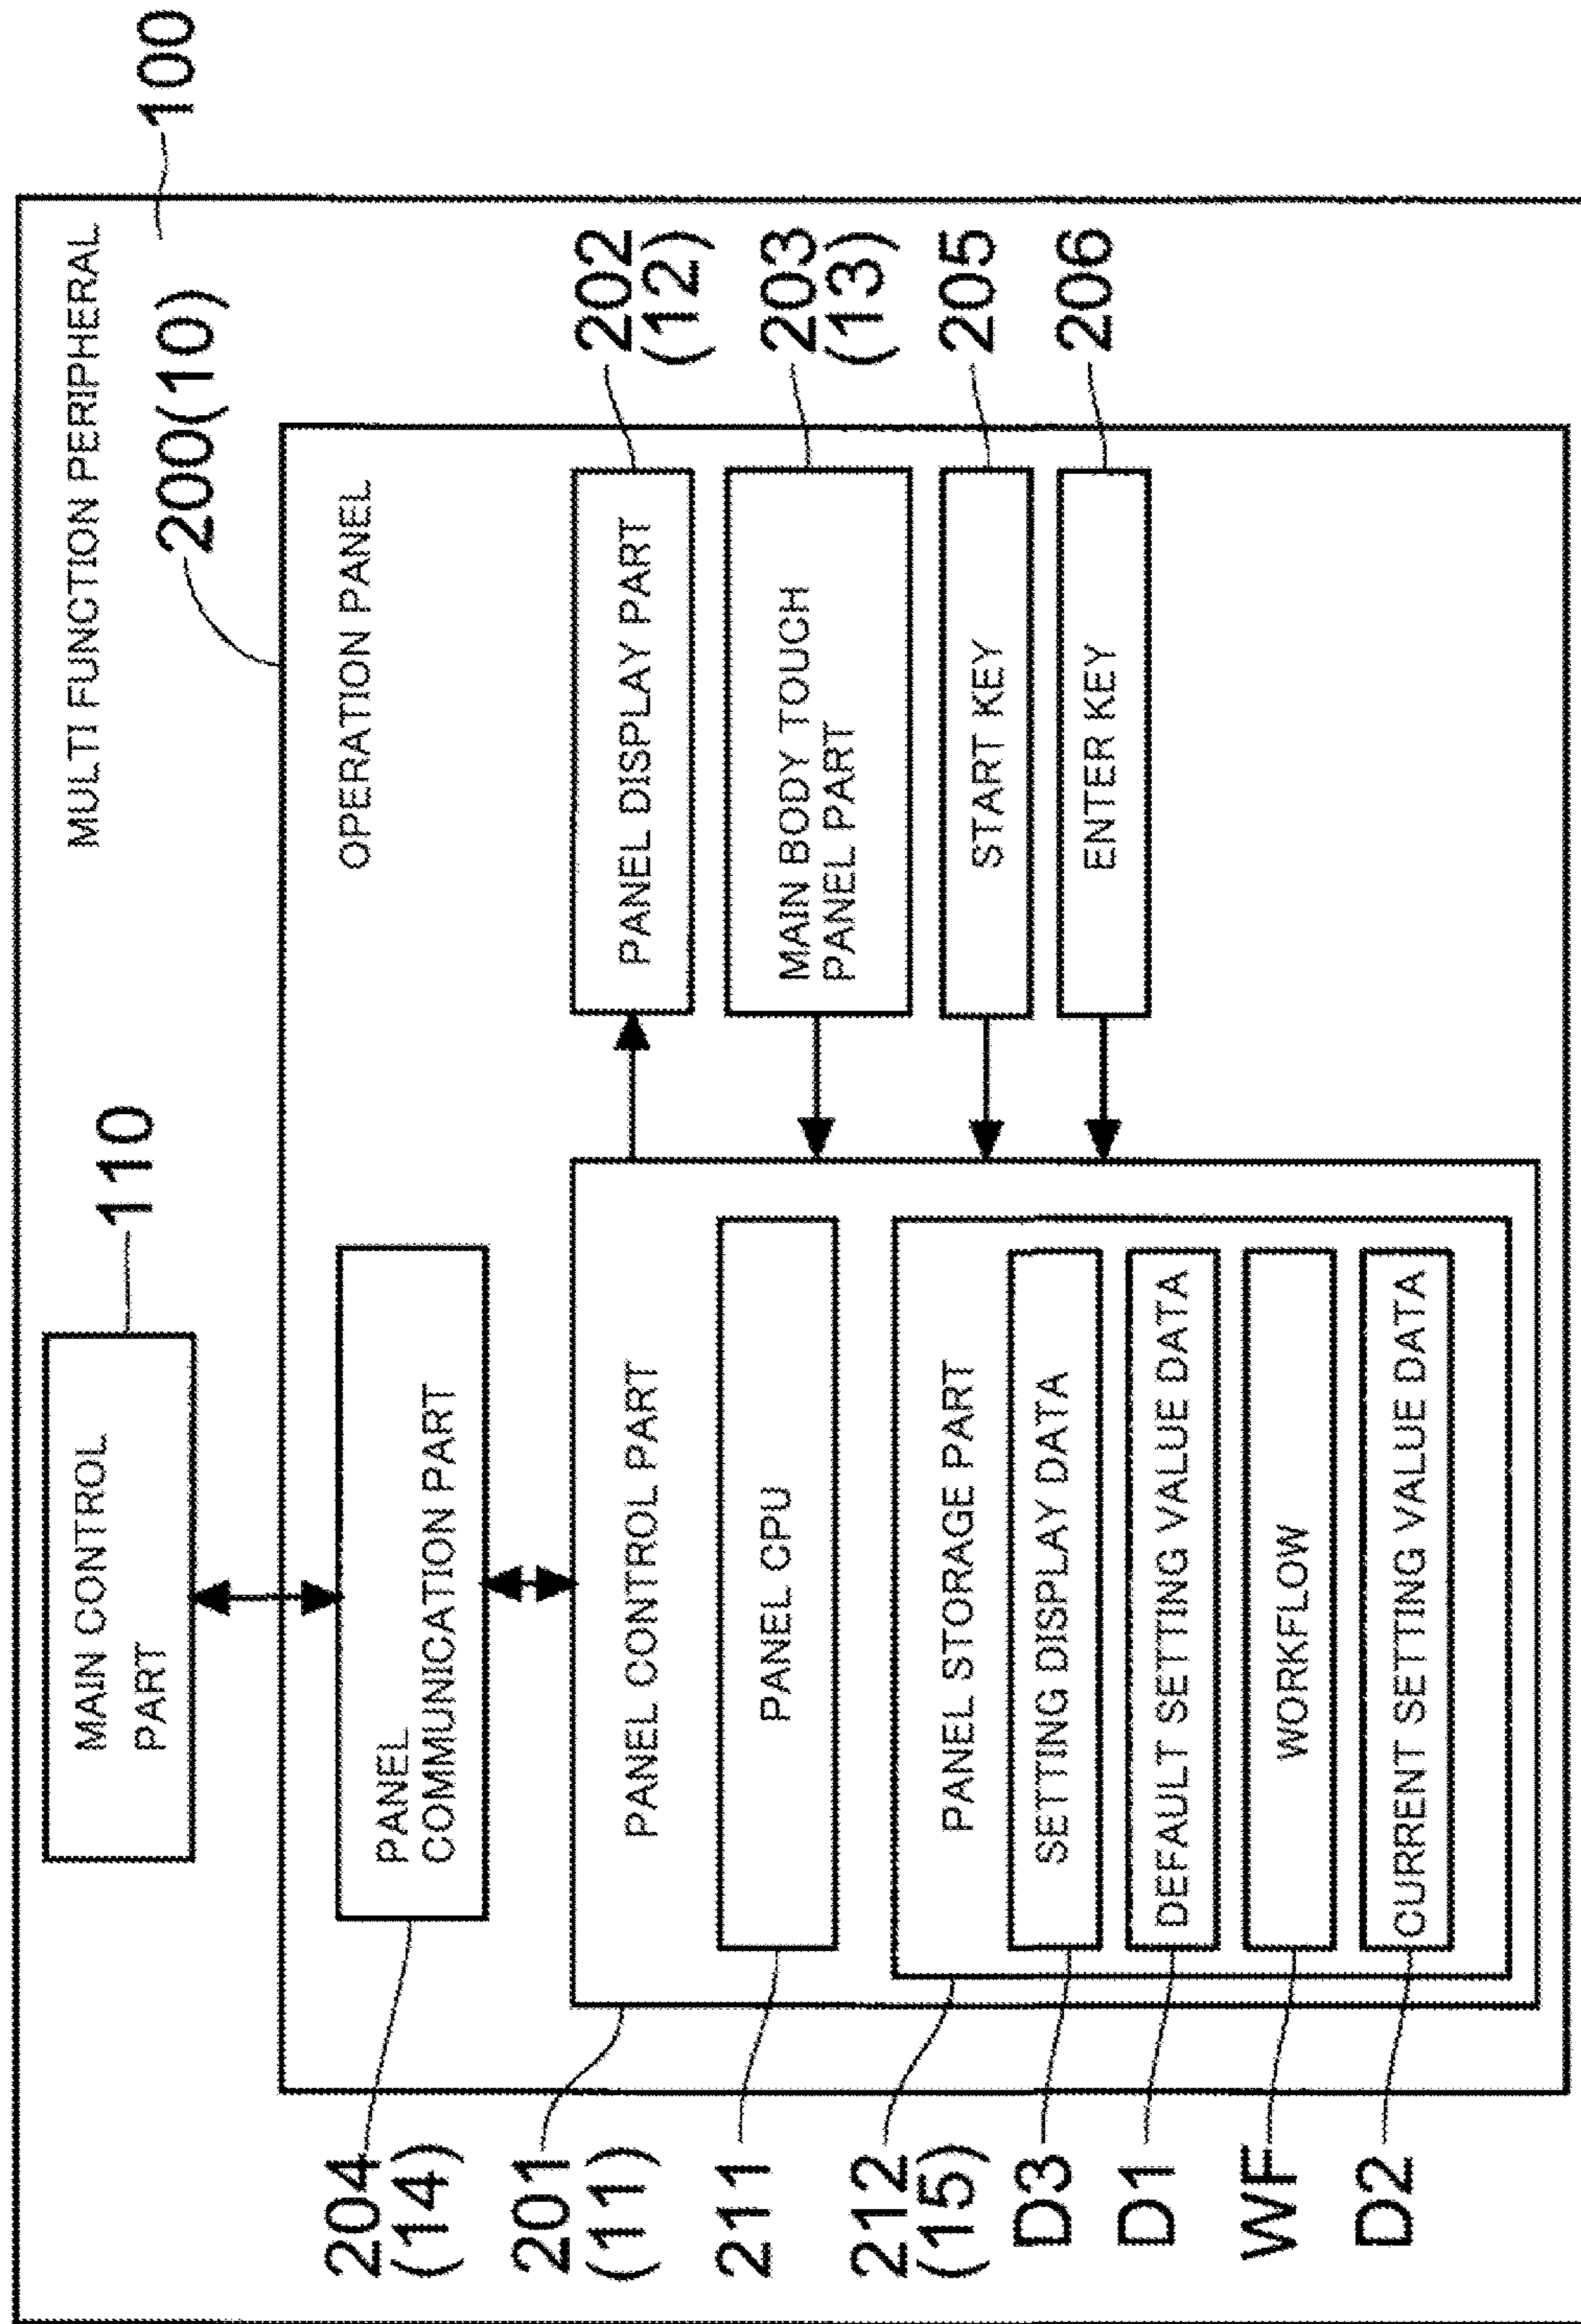 100
MULTI FUNCTION PERIPHERAL
200(10)
MAIN CONTROL
PART
110
OPERATION PANEL
204
(14)
PANEL
COMMUNICATION PART
201
(11)
PANEL CONTROL PART
PANEL DISPLAY PART
202
(12)
211
PANEL CPU
MAIN BODY TOUCH
PANEL PART
203
(13)
212
(15)
PANEL STORAGE PART
START KEY
205
D3
SETTING DISPLAY DATA
ENTER KEY
206
D1
DEFAULT SETTING VALUE DATA
WF
WORKFLOW
D2
CURRENT SETTING VALUE DATA